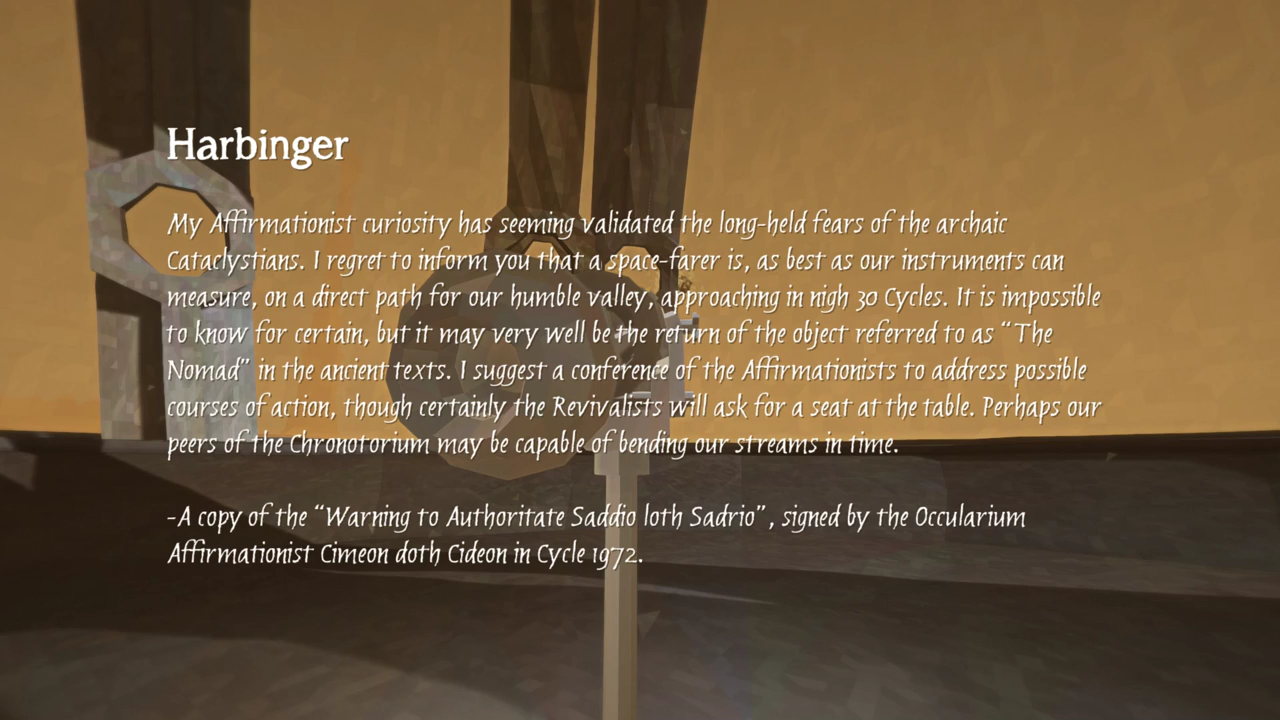 Harbinger
My Affirmationist curiosity has seeming validated the long-held fears of the archaic
Cataclystians. I regret to inform you that a space-farer is, as best as our instruments can
measure, on a direct path for our humble valley, approaching in nigh 30 Cycles. It is impossible
to know for certain, but it may very well be the return of the object referred to as “The
Nomad” in the ancient texts. I suggest a conference of the Affirmationists to address possible
courses of action, though certainly the Revivalists will ask for a seat at the table. Perhaps our
peers of the Chronotorium may be capable of bending our streams in time.
-A copy of the “Warning to Authoritate Saddio loth Sadrio”, signed by the Occularium
Affirmationist Cimeon doth Cideon in Cycle 1972.